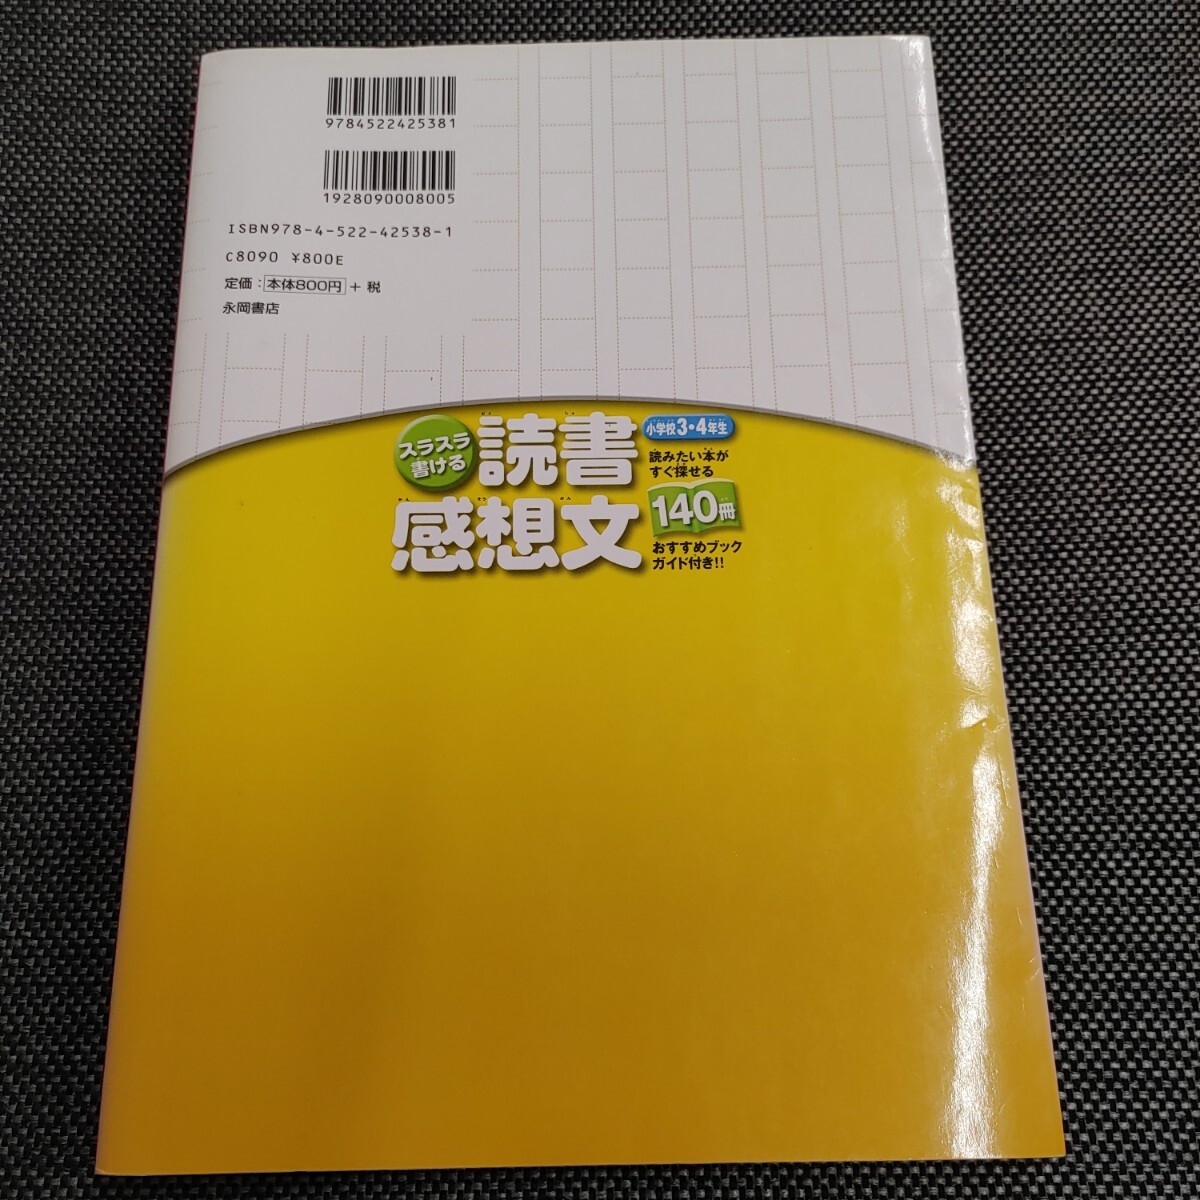 9784522425381
1928090008005
ISBN978-4-522-42538-1
C8090 ¥800E
定価：本体800円＋税
永岡書店
スラスラ
書ける
読書
感想文
小学校3・4年生
読みたい本が
すぐ探せる
140冊
おすすめブック
ガイド付き!!